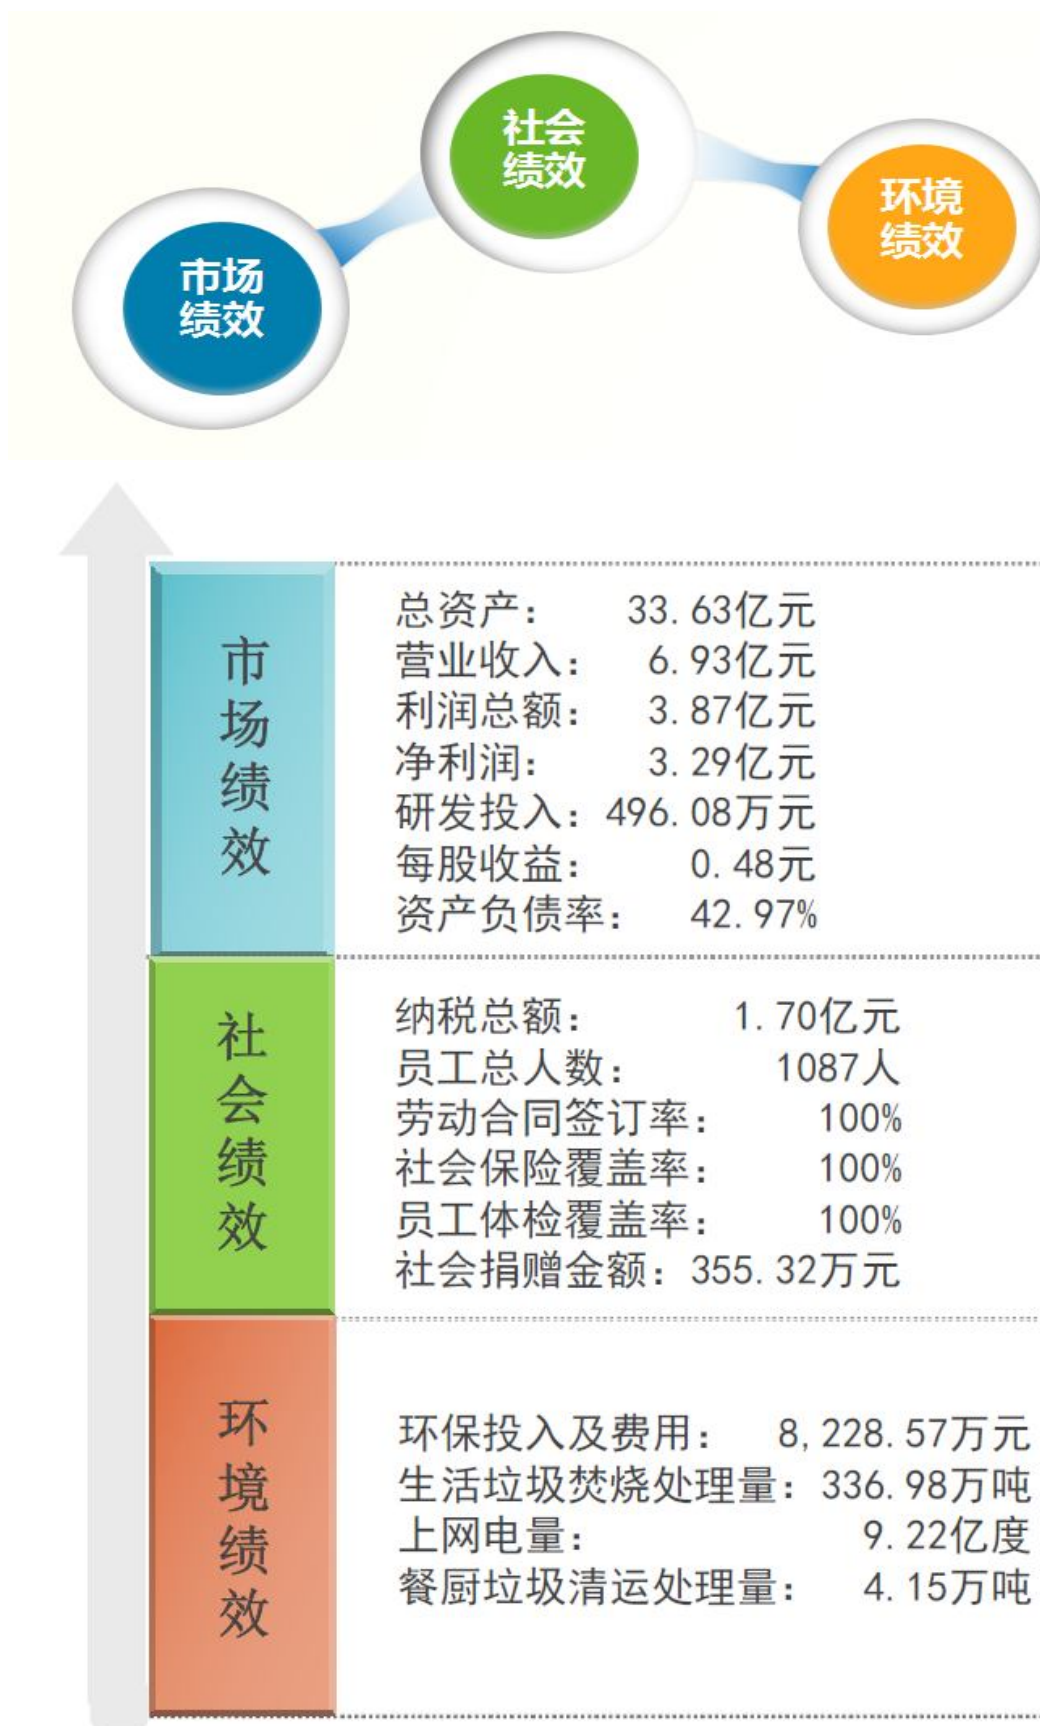 市场
绩效
社会
绩效
环境
绩效
市场绩效
总资产： 33.63亿元
营业收入： 6.93亿元
利润总额： 3.87亿元
净利润： 3.29亿元
研发投入：496.08万元
每股收益： 0.48元
资产负债率： 42.97%
社会绩效
纳税总额： 1.70亿元
员工总人数： 1087人
劳动合同签订率： 100%
社会保险覆盖率： 100%
员工体检覆盖率： 100%
社会捐赠金额：355.32万元
环境绩效
环保投入及费用： 8,228.57万元
生活垃圾焚烧处理量：336.98万吨
上网电量： 9.22亿度
餐厨垃圾清运处理量： 4.15万吨